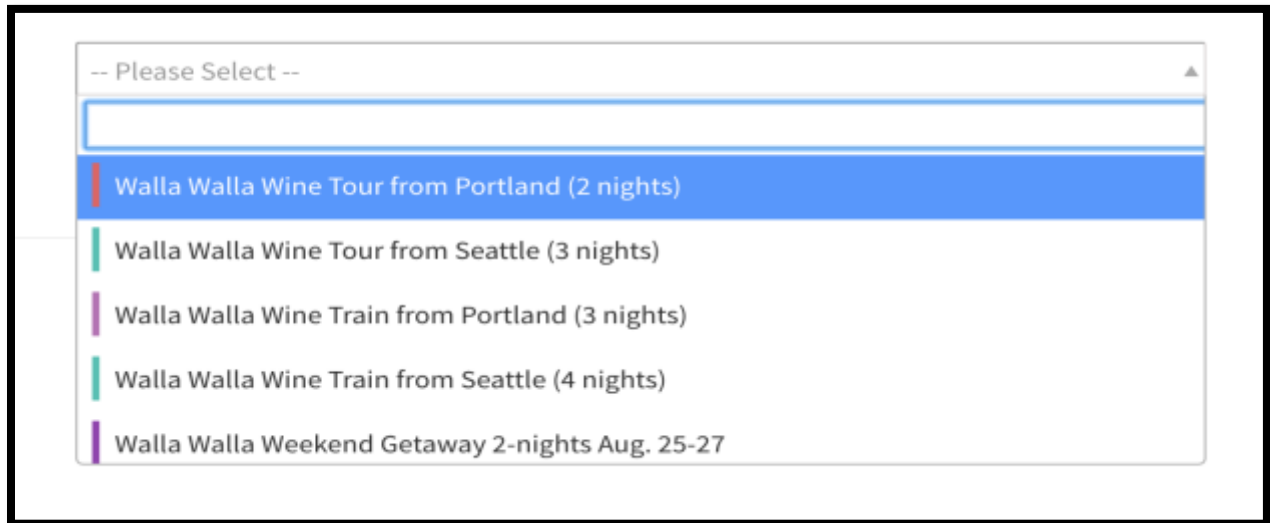 -- Please Select --
Walla Walla Wine Tour from Portland (2 nights)
Walla Walla Wine Tour from Seattle (3 nights)
Walla Walla Wine Train from Portland (3 nights)
Walla Walla Wine Train from Seattle (4 nights)
Walla Walla Weekend Getaway 2-nights Aug. 25-27